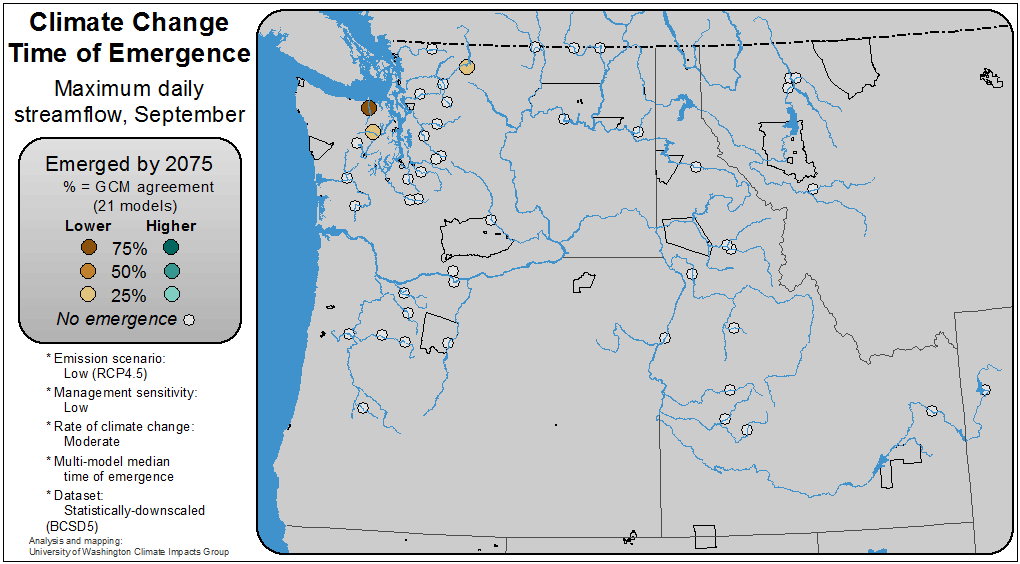 Climate Change
Time of Emergence
Maximum daily
streamflow, September
Emerged by 2075
% = GCM agreement
(21 models)
Lower Higher
75%
50%
25%
No emergence
* Emission scenario:
Low (RCP4.5)
* Management sensitivity:
Low
* Rate of climate change:
Moderate
* Multi-model median
time of emergence
* Dataset:
Statistically-downscaled
(BCSD5)
Analysis and mapping:
University of Washington Climate Impacts Group